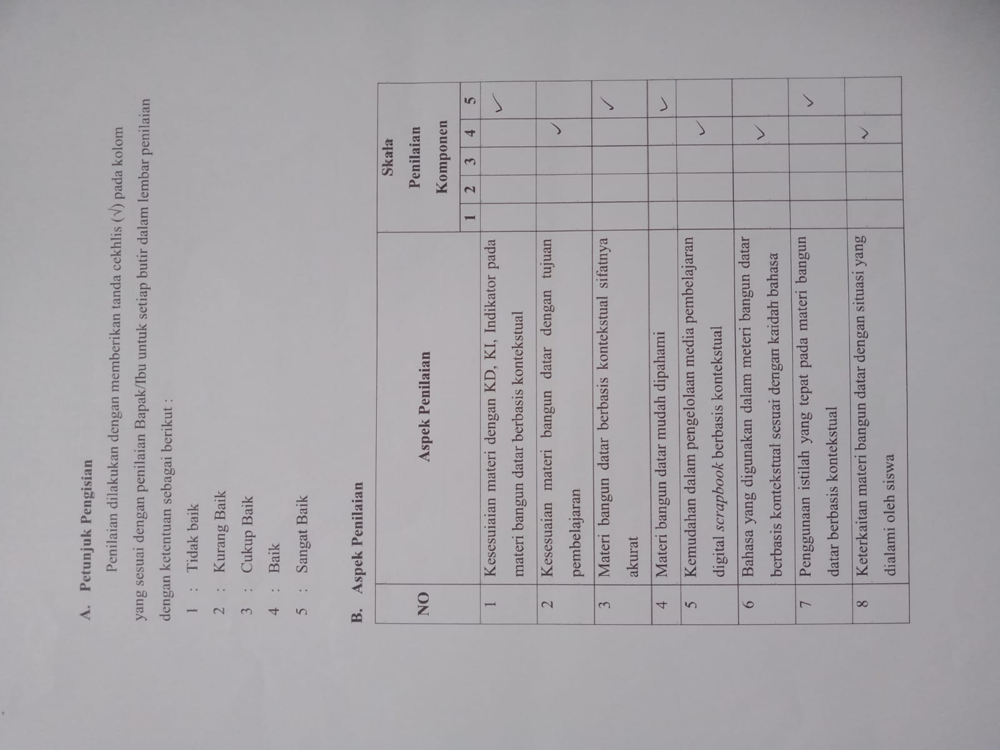 A. Petunjuk Pengisian
Penilaian dilakukan dengan memberikan tanda cekhlis (√) pada kolom
yang sesuai dengan penilaian Bapak/Ibu untuk setiap butir dalam lembar penilaian
dengan ketentuan sebagai berikut :
1 : Tidak baik
2 : Kurang Baik
3 : Cukup Baik
4 : Baik
5 : Sangat Baik
B. Aspek Penilaian
NO Aspek Penilaian Skala
Penilaian
Komponen
1 2 3 4 5
1 Kesesuiaian materi dengan KD, KI, Indikator pada ✓
materi bangun datar berbasis kontekstual
2 Kesesuaian materi bangun datar dengan tujuan ✓
pembelajaran
3 Materi bangun datar berbasis kontekstual sifatnya ✓
akurat
4 Materi bangun datar mudah dipahami ✓
5 Kemudahan dalam pengelolaan media pembelajaran ✓
digital scrapbook berbasis kontekstual
6 Bahasa yang digunakan dalam meteri bangun datar ✓
berbasis kontekstual sesuai dengan kaidah bahasa
7 Penggunaan istilah yang tepat pada materi bangun ✓
datar berbasis kontekstual
8 Keterkaitan materi bangun datar dengan situasi yang ✓
dialami oleh siswa